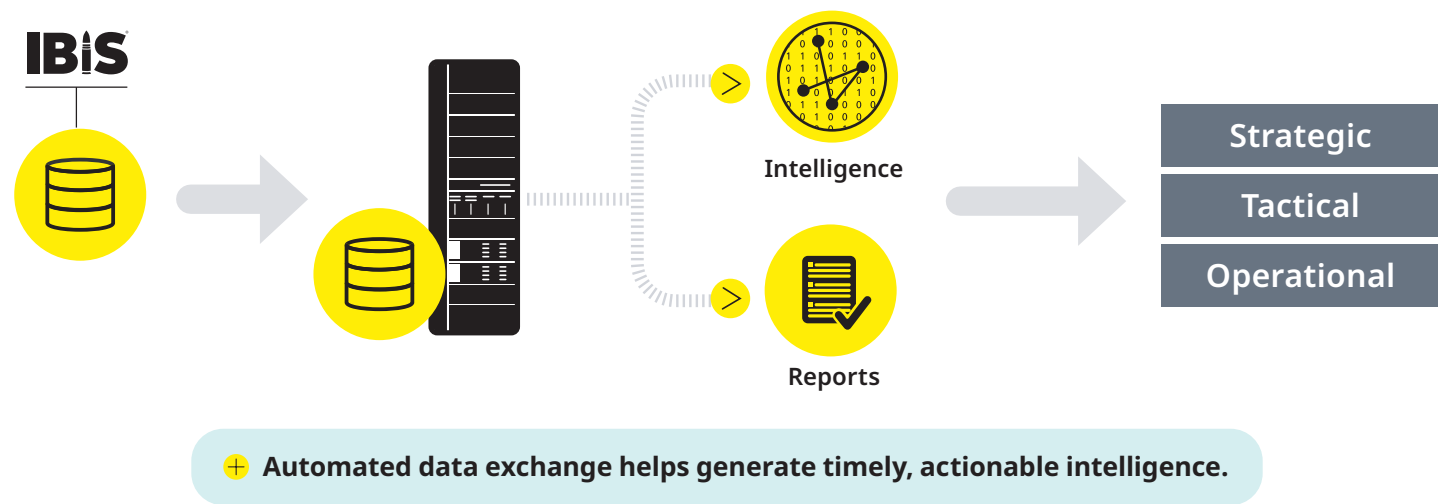 IBiS
Intelligence
Reports
Strategic
Tactical
Operational
Automated data exchange helps generate timely, actionable intelligence.